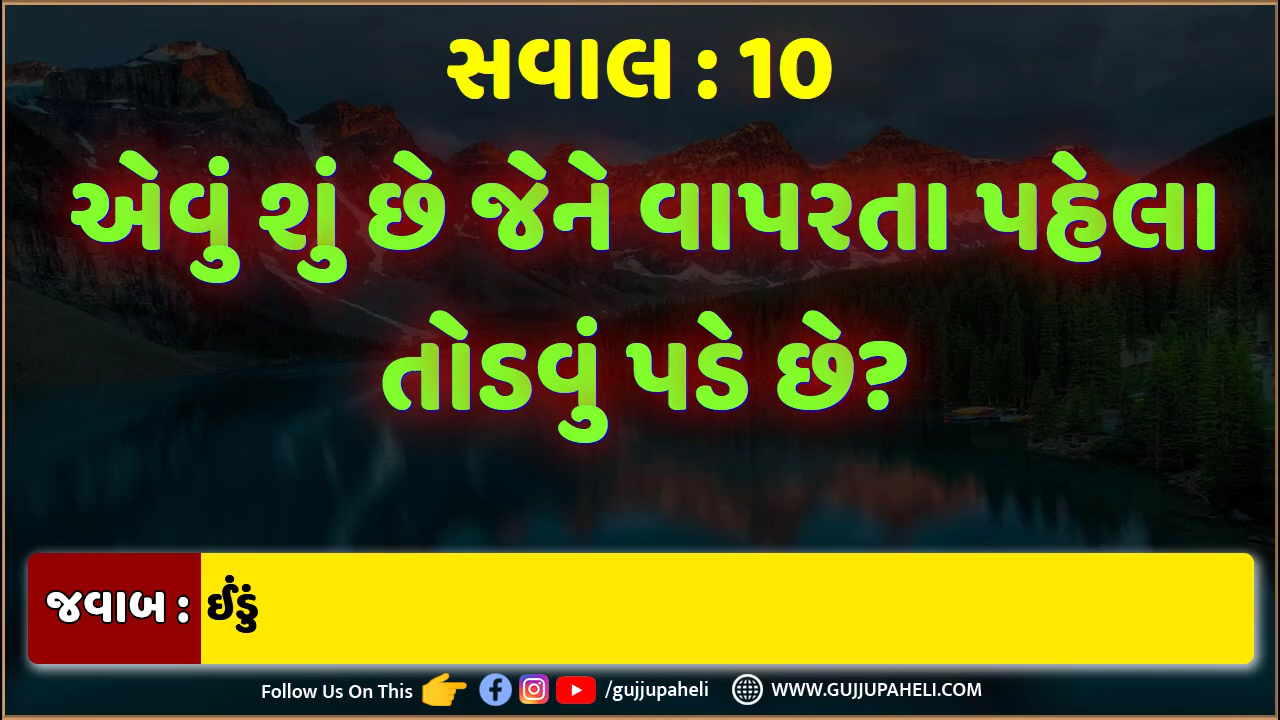 સવાલ : 10
એવું શું છે જેને વાપરતા પહેલા
તોડવું પડે છે?
જવાબ : ઈંડું
Follow Us On This /gujjupaheli WWW.GUJJUPAHELI.COM